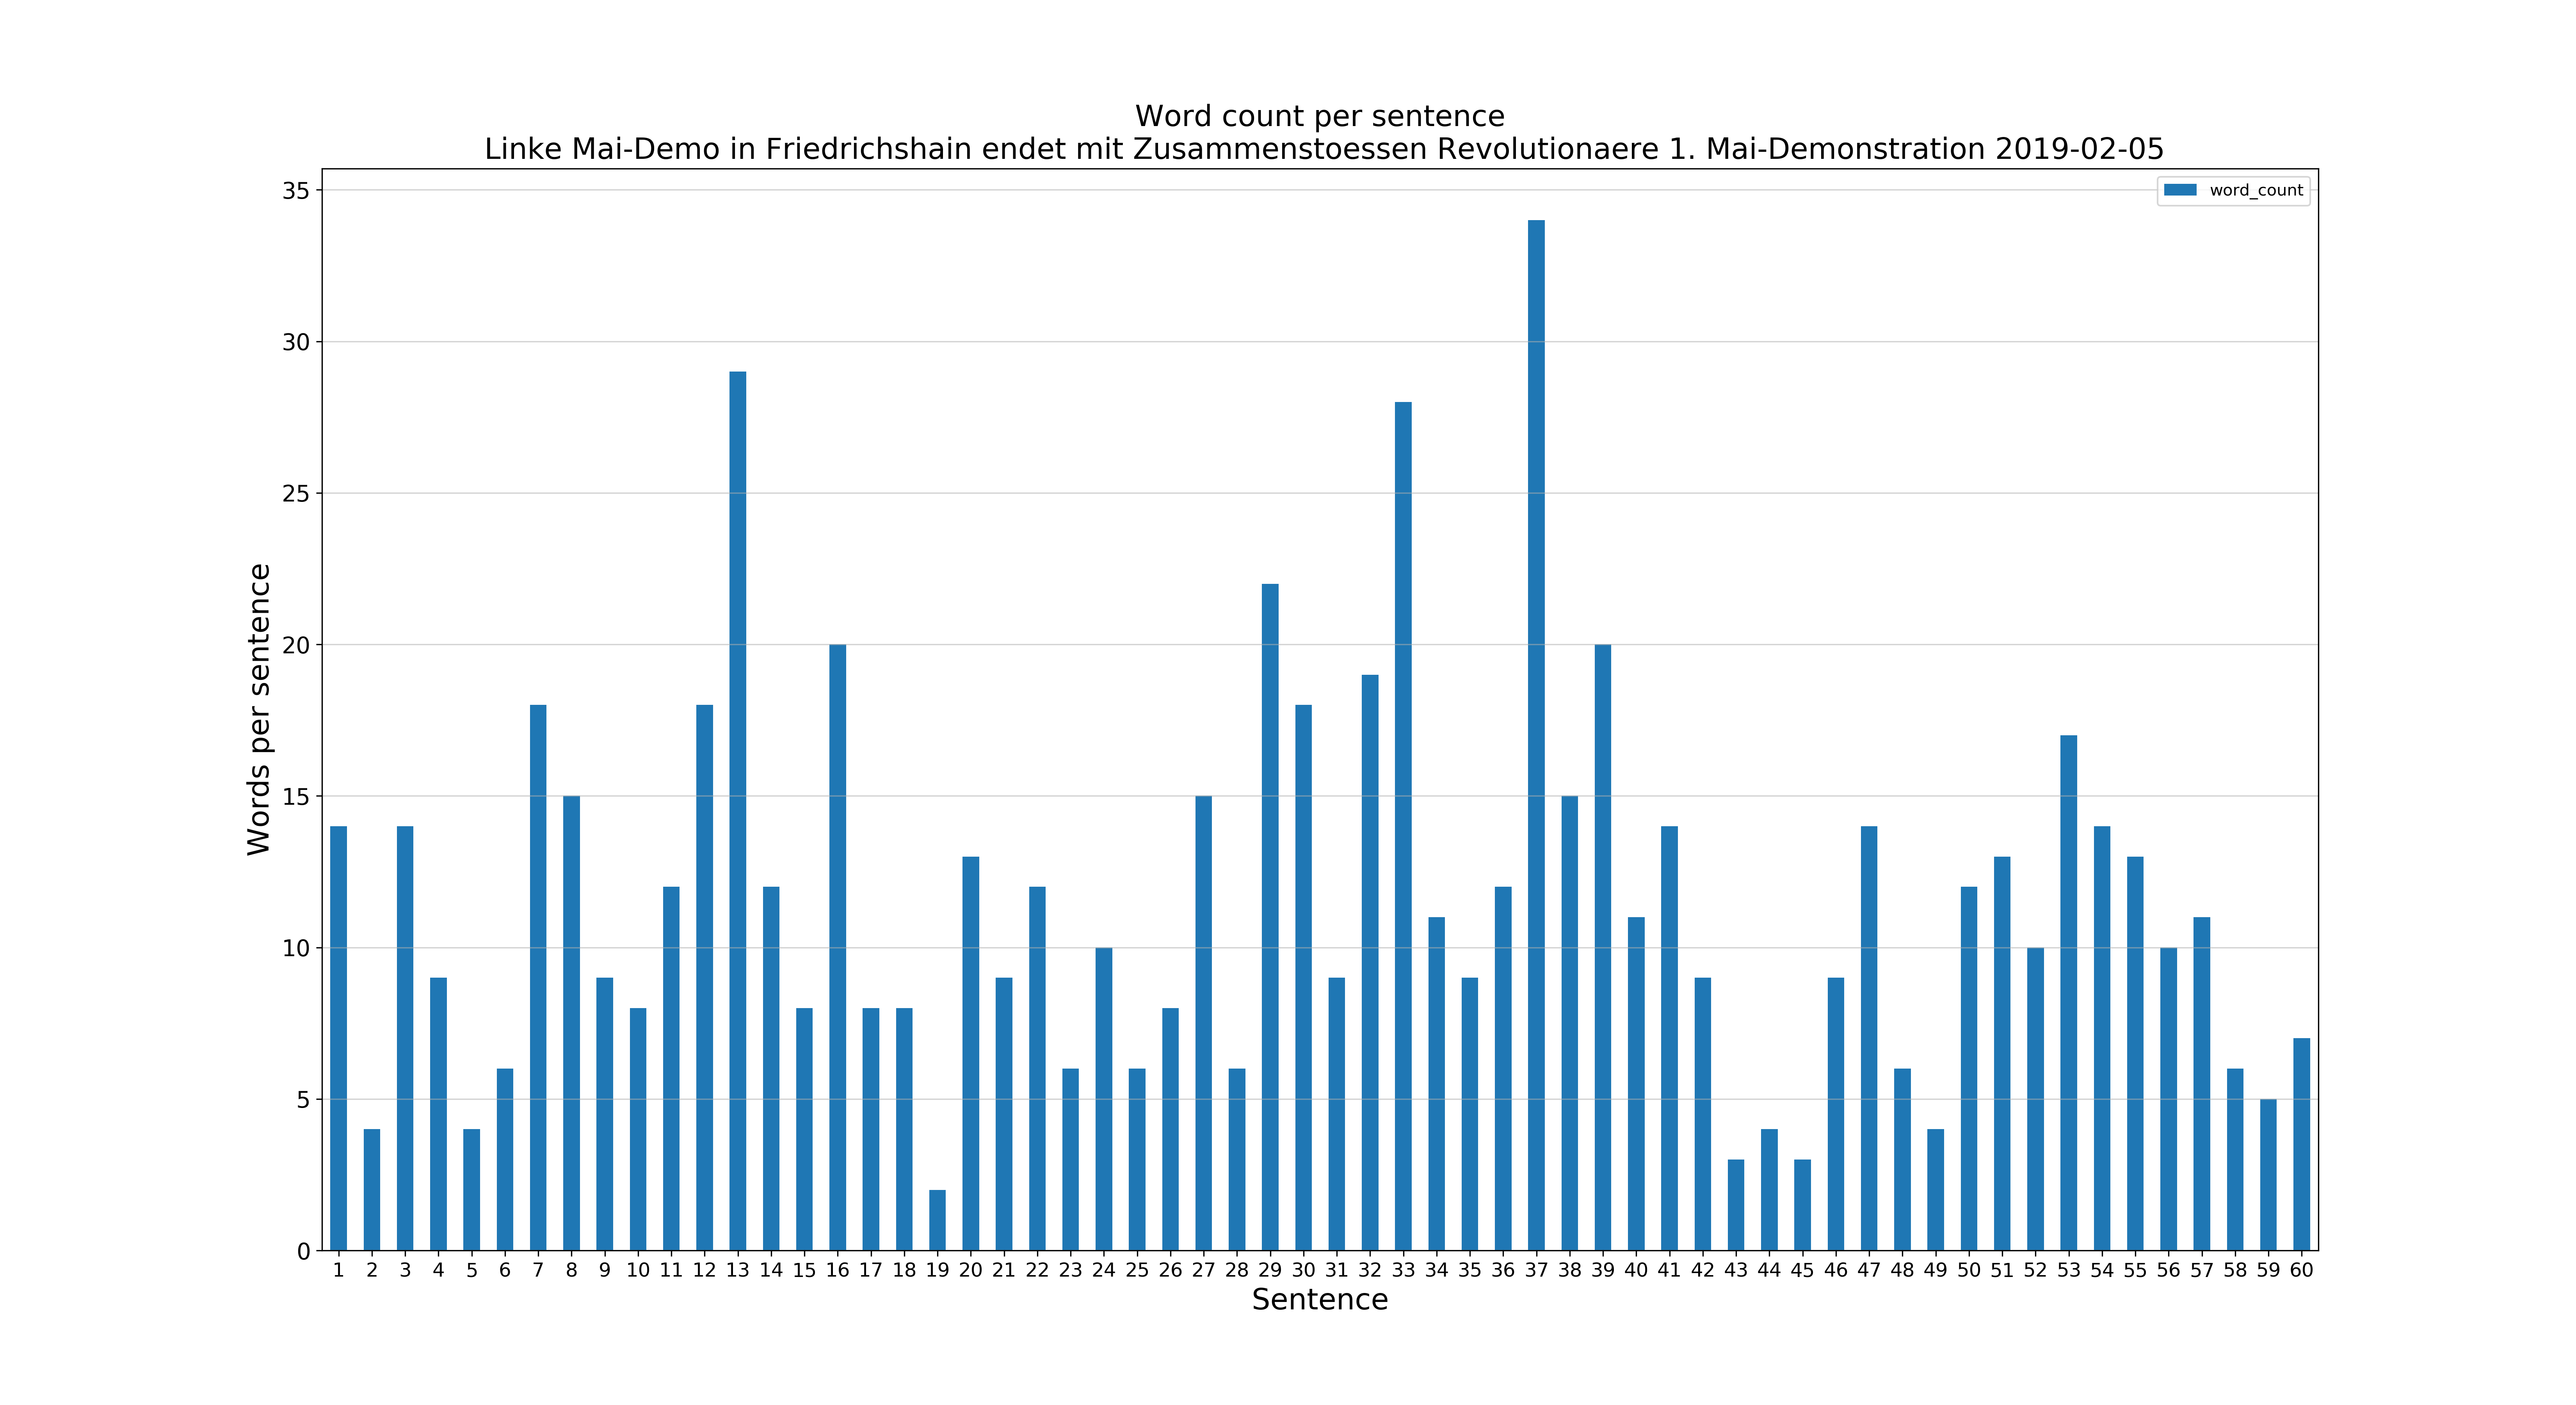 Word count per sentence
Linke Mai-Demo in Friedrichshain endet mit Zusammenstoessen Revolutionaere 1. Mai-Demonstration 2019-02-05
word_count
35
30
25
20
15
10
5
0
Words per sentence
1 2 3 4 5 6 7 8 9 10 11 12 13 14 15 16 17 18 19 20 21 22 23 24 25 26 27 28 29 30 31 32 33 34 35 36 37 38 39 40 41 42 43 44 45 46 47 48 49 50 51 52 53 54 55 56 57 58 59 60
Sentence